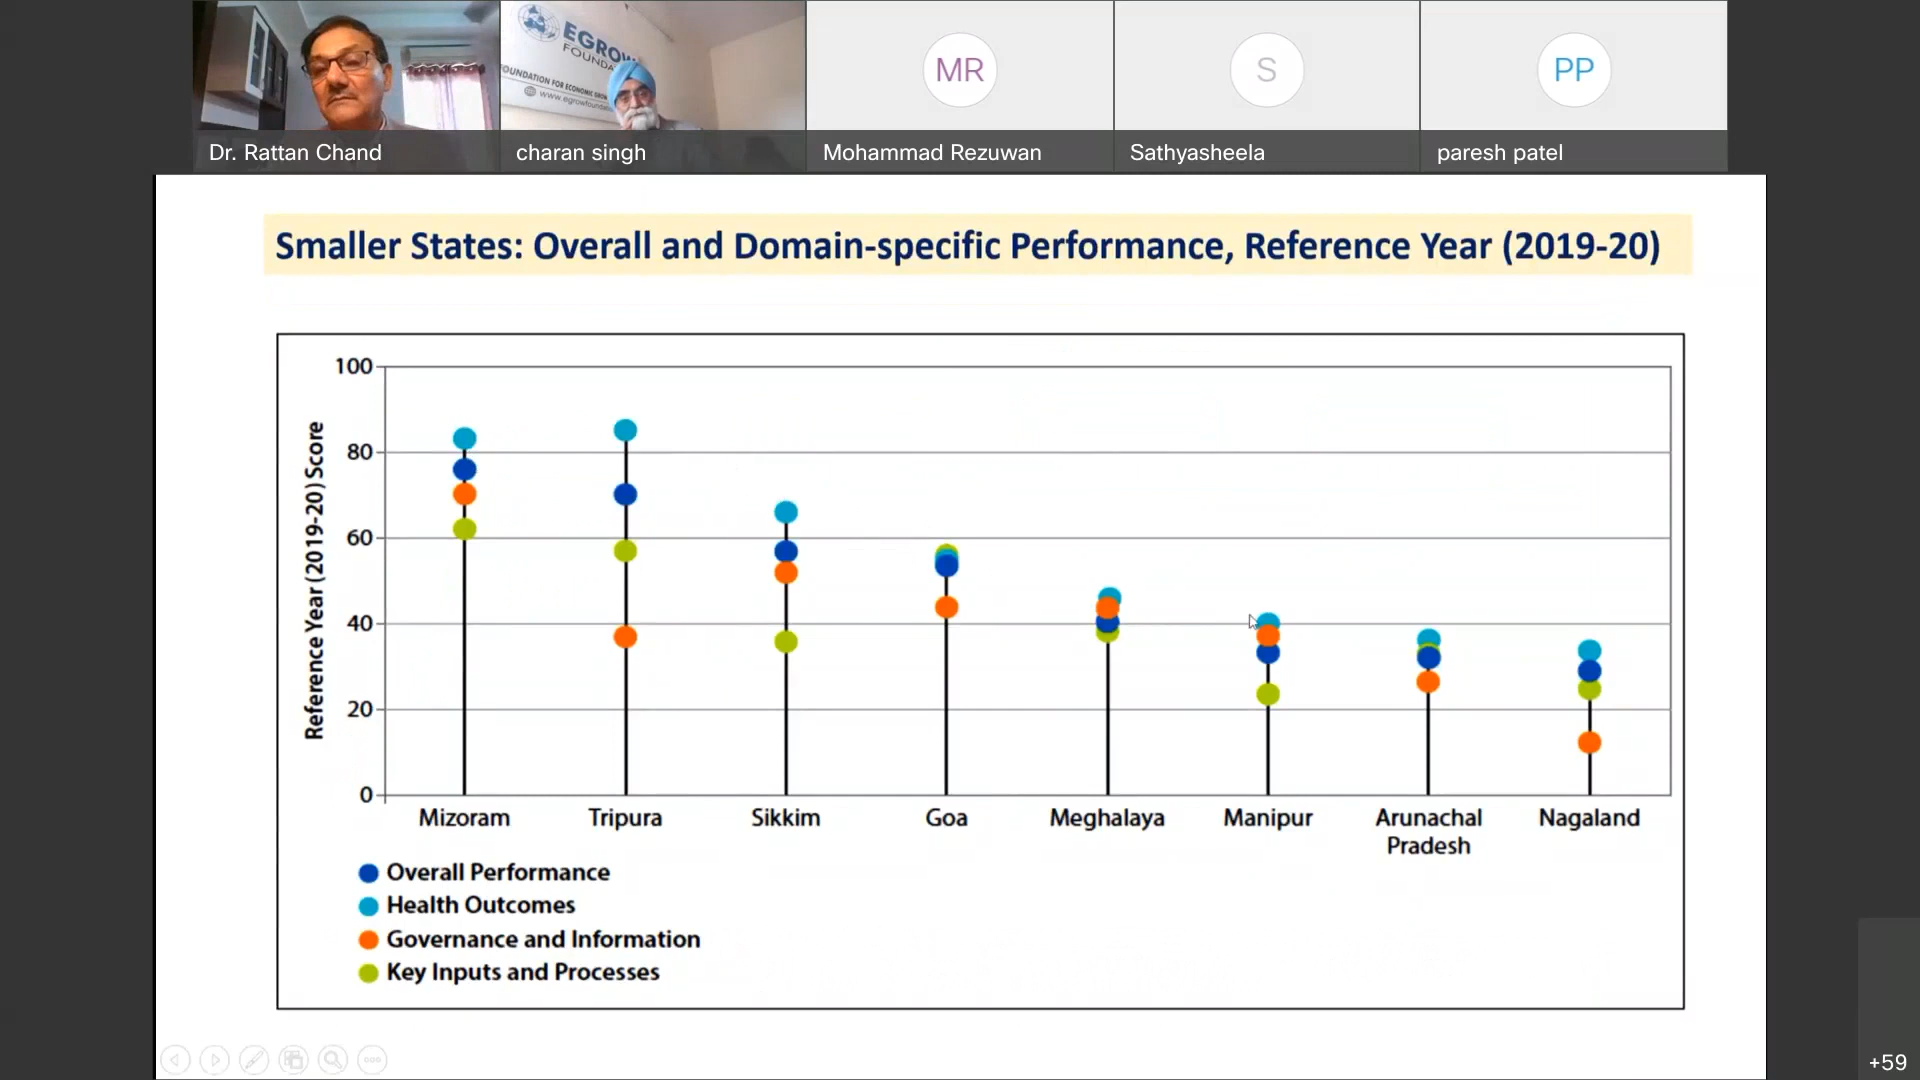 EGROW
FOUNDA
OUNDATION FOR ECONOMIC GROW
www.egrowfounda
MR
S
PP
Dr. Rattan Chand
charan singh
Mohammad Rezuwan
Sathyasheela
paresh patel
Smaller States: Overall and Domain-specific Performance, Reference Year (2019-20)
Reference Year (2019-20) Score
100
80
60
40
20
0
Mizoram
Tripura
Sikkim
Goa
Meghalaya
Manipur
Arunachal
Pradesh
Nagaland
Overall Performance
Health Outcomes
Governance and Information
Key Inputs and Processes
+59